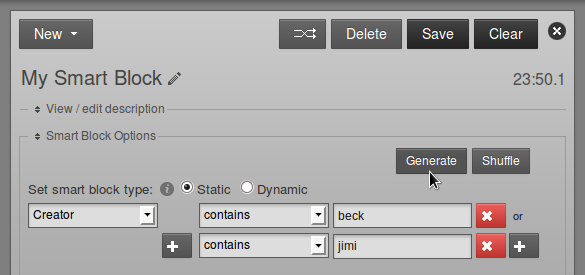 New Delete Save Clear
My Smart Block 23:50.1
View / edit description
Smart Block Options
Generate Shuffle
Set smart block type: i Static Dynamic
Creator contains beck or
contains jimi